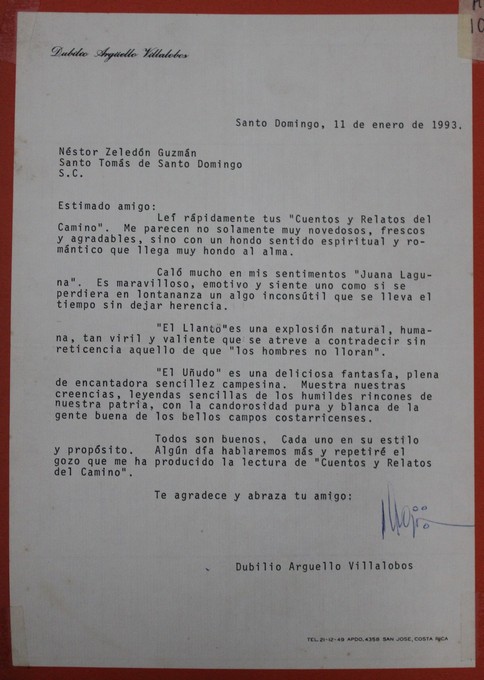 Dubilio Argüello Villalobos
Santo Domingo, 11 de enero de 1993.
Néstor Zeledón Guzmán
Santo Tomás de Santo Domingo
S.C.
Estimado amigo:
Leí rápidamente tus "Cuentos y Relatos del
Camino". Me parecen no solamente muy novedosos, frescos
y agradables, sino con un hondo sentido espiritual y ro-
mántico que llega muy hondo al alma.
Caló mucho en mis sentimentos "Juana Lagu-
na". Es maravilloso, emotivo y siente uno como si se
perdiera en lontananza un algo inconsútil que se lleva el
tiempo sin dejar herencia.
"El Llanto"es una explosión natural, huma-
na, tan viril y valiente que se atreve a contradecir sin
reticencia aquello de que "los hombres no lloran".
"El Uñudo" es una deliciosa fantasía, plena
de encantadora sencillez campesina. Muestra nuestras
creencias, leyendas sencillas de los humildes rincones de
nuestra patria, con la candorosidad pura y blanca de la
gente buena de los bellos campos costarricenses.
Todos son buenos. Cada uno en su estilo
y propósito. Algún día hablaremos más y repetiré el
gozo que me ha producido la lectura de "Cuentos y Relatos
del Camino".
Te agradece y abraza tu amigo:
Dubilio Arguello Villalobos
TEL. 21-12-49 APDO. 4358 SAN JOSE, COSTA RICA